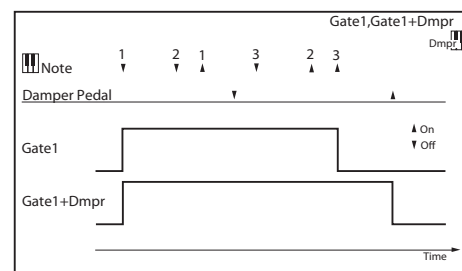 Gate1,Gate1+Dmpr
Dmpr
1 2 1 3 2 3
Note
Damper Pedal
On
Off
Gate1
Gate1+Dmpr
Time